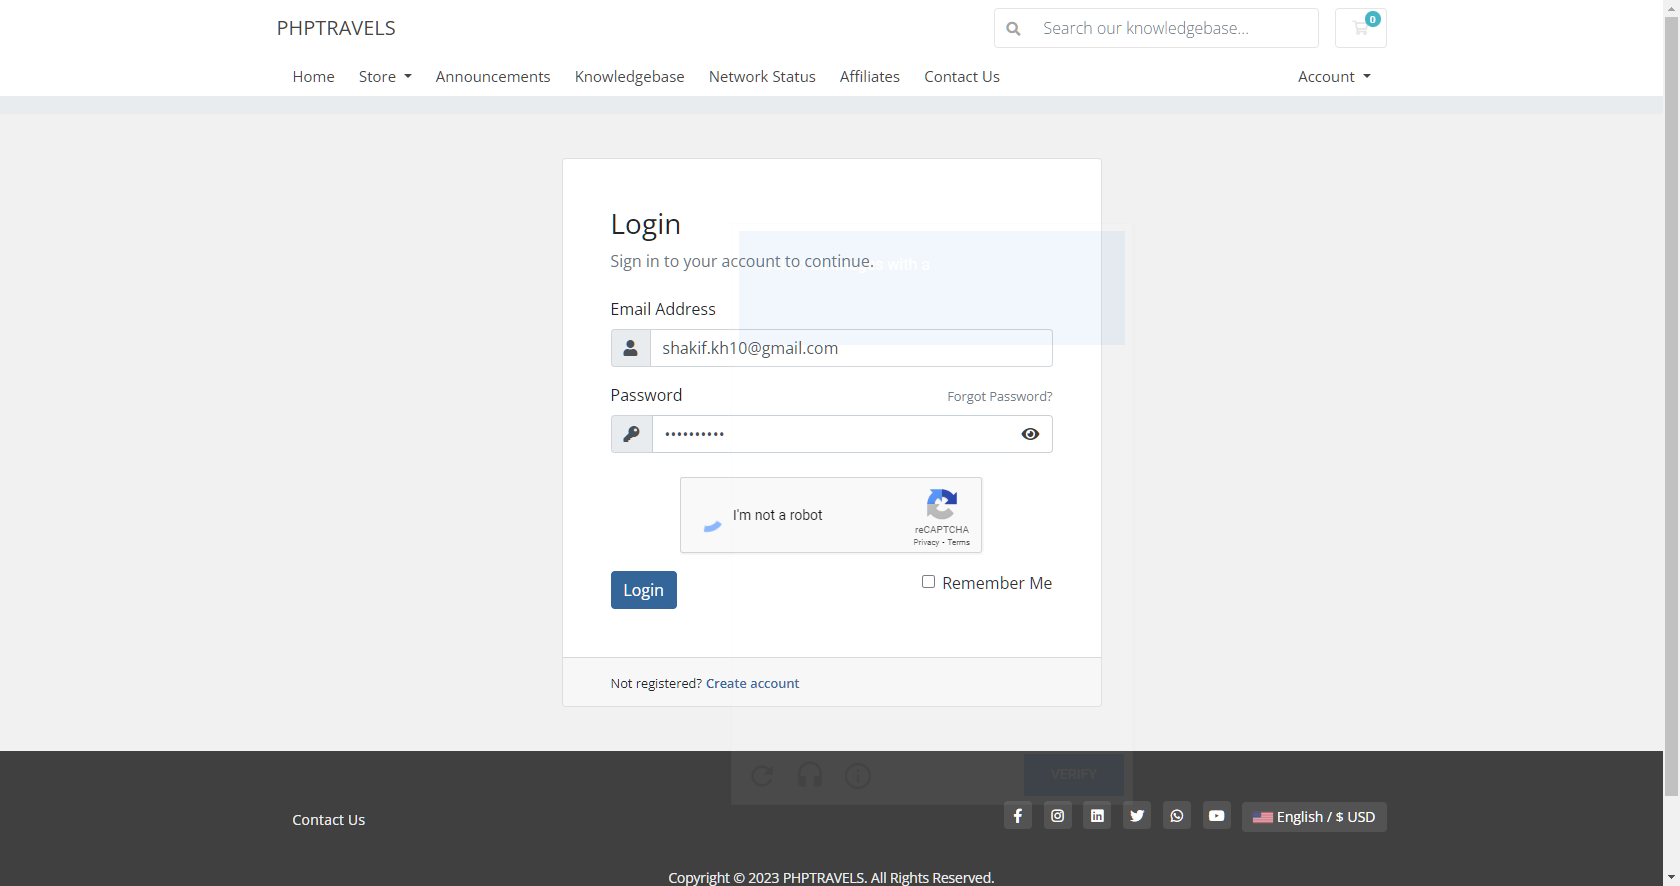 PHPTRAVELS
Search our knowledgebase...
0
Home Store Announcements Knowledgebase Network Status Affiliates Contact Us Account
Login
Sign in to your account to continue.
with a
Email Address
shakif.kh10@gmail.com
Password Forgot Password?
••••••••••
I'm not a robot
reCAPTCHA
Privacy - Terms
Login Remember Me
Not registered? Create account
VERIFY
Contact Us
English / $ USD
Copyright © 2023 PHPTRAVELS. All Rights Reserved.